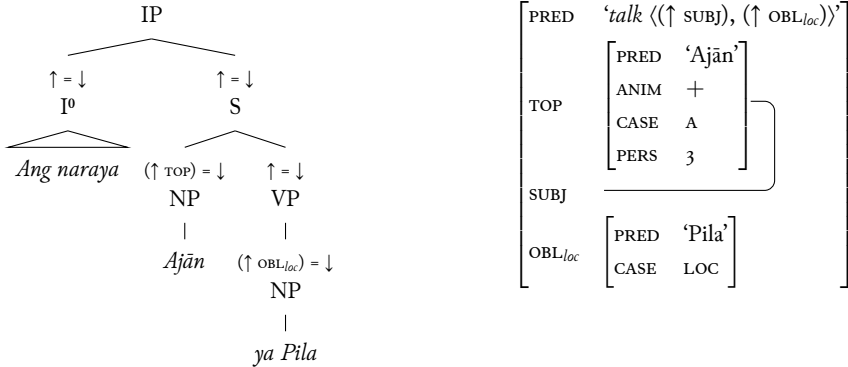 IP
↑ = ↓ ↑ = ↓
I⁰ S
Ang naraya (↑ TOP) = ↓ ↑ = ↓
NP VP
Ajān (↑ OBL_loc) = ↓
NP
ya Pila
PRED ‘talk ⟨(↑ SUBJ), (↑ OBL_loc)⟩’
TOP
PRED ‘Ajān’
ANIM +
CASE A
PERS 3
SUBJ
OBL_loc
PRED ‘Pila’
CASE LOC